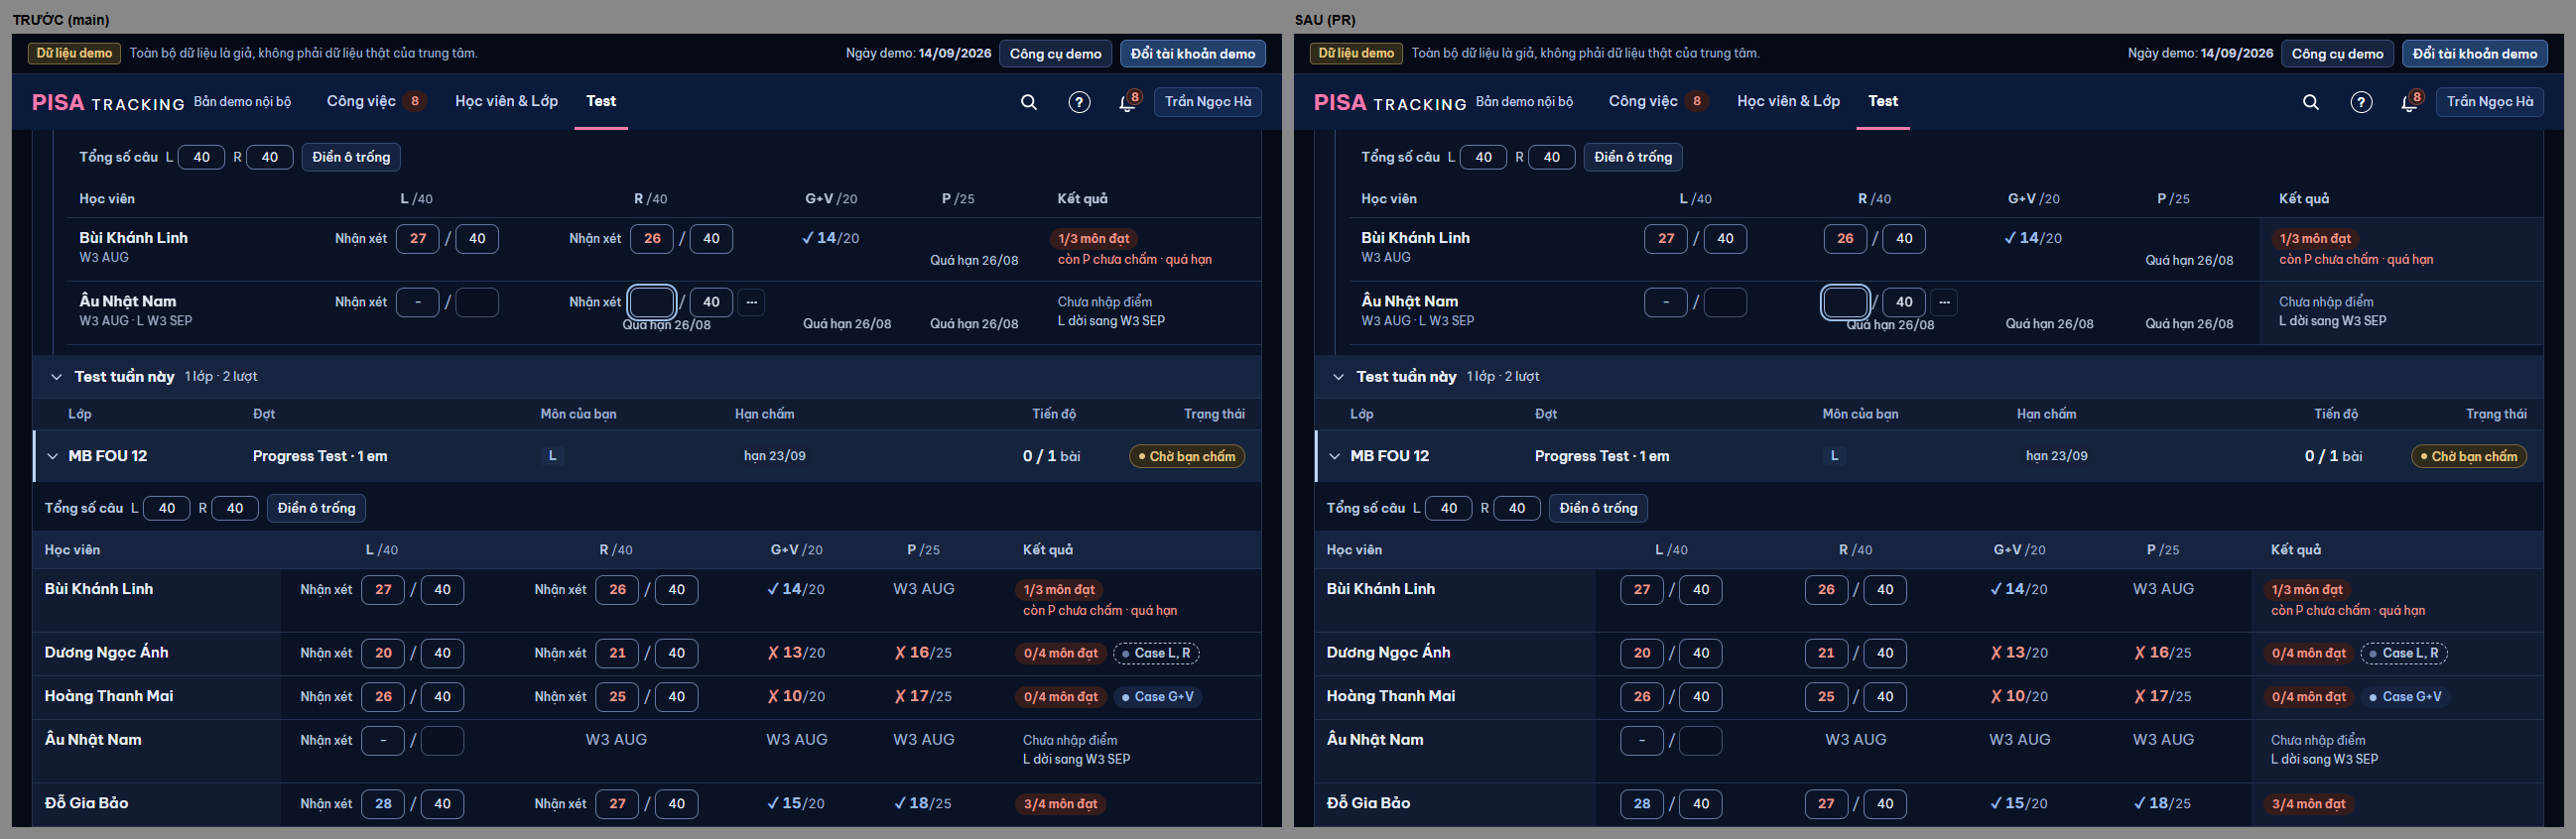 TRƯỚC (main)
Dữ liệu demo Toàn bộ dữ liệu là giả, không phải dữ liệu thật của trung tâm. Ngày demo: 14/09/2026 Công cụ demo Đổi tài khoản demo
PISA TRACKING Bản demo nội bộ Công việc 8 Học viên & Lớp Test ? 8 Trần Ngọc Hà
Tổng số câu L 40 R 40 Điền ô trống
Học viên L /40 R /40 G+V /20 P /25 Kết quả
Bùi Khánh Linh Nhận xét 27 / 40 Nhận xét 26 / 40 ✓ 14/20 1/3 môn đạt
W3 AUG Quá hạn 26/08 còn P chưa chấm · quá hạn
Âu Nhật Nam Nhận xét - / Nhận xét / 40 ··· Chưa nhập điểm
W3 AUG · L W3 SEP Quá hạn 26/08 Quá hạn 26/08 Quá hạn 26/08 L dời sang W3 SEP
Test tuần này 1 lớp · 2 lượt
Lớp Đợt Môn của bạn Hạn chấm Tiến độ Trạng thái
MB FOU 12 Progress Test · 1 em L hạn 23/09 0 / 1 bài Chờ bạn chấm
Tổng số câu L 40 R 40 Điền ô trống
Học viên L /40 R /40 G+V /20 P /25 Kết quả
Bùi Khánh Linh Nhận xét 27 / 40 Nhận xét 26 / 40 ✓ 14/20 W3 AUG 1/3 môn đạt
còn P chưa chấm · quá hạn
Dương Ngọc Ánh Nhận xét 20 / 40 Nhận xét 21 / 40 ✗ 13/20 ✗ 16/25 0/4 môn đạt Case L, R
Hoàng Thanh Mai Nhận xét 26 / 40 Nhận xét 25 / 40 ✗ 10/20 ✗ 17/25 0/4 môn đạt Case G+V
Âu Nhật Nam Nhận xét - / W3 AUG W3 AUG W3 AUG Chưa nhập điểm
L dời sang W3 SEP
Đỗ Gia Bảo Nhận xét 28 / 40 Nhận xét 27 / 40 ✓ 15/20 ✓ 18/25 3/4 môn đạt
SAU (PR)
Dữ liệu demo Toàn bộ dữ liệu là giả, không phải dữ liệu thật của trung tâm. Ngày demo: 14/09/2026 Công cụ demo Đổi tài khoản demo
PISA TRACKING Bản demo nội bộ Công việc 8 Học viên & Lớp Test ? 8 Trần Ngọc Hà
Tổng số câu L 40 R 40 Điền ô trống
Học viên L /40 R /40 G+V /20 P /25 Kết quả
Bùi Khánh Linh 27 / 40 26 / 40 ✓ 14/20 1/3 môn đạt
W3 AUG Quá hạn 26/08 còn P chưa chấm · quá hạn
Âu Nhật Nam - / / 40 ··· Chưa nhập điểm
W3 AUG · L W3 SEP Quá hạn 26/08 Quá hạn 26/08 Quá hạn 26/08 L dời sang W3 SEP
Test tuần này 1 lớp · 2 lượt
Lớp Đợt Môn của bạn Hạn chấm Tiến độ Trạng thái
MB FOU 12 Progress Test · 1 em L hạn 23/09 0 / 1 bài Chờ bạn chấm
Tổng số câu L 40 R 40 Điền ô trống
Học viên L /40 R /40 G+V /20 P /25 Kết quả
Bùi Khánh Linh 27 / 40 26 / 40 ✓ 14/20 W3 AUG 1/3 môn đạt
còn P chưa chấm · quá hạn
Dương Ngọc Ánh 20 / 40 21 / 40 ✗ 13/20 ✗ 16/25 0/4 môn đạt Case L, R
Hoàng Thanh Mai 26 / 40 25 / 40 ✗ 10/20 ✗ 17/25 0/4 môn đạt Case G+V
Âu Nhật Nam - / W3 AUG W3 AUG W3 AUG Chưa nhập điểm
L dời sang W3 SEP
Đỗ Gia Bảo 28 / 40 27 / 40 ✓ 15/20 ✓ 18/25 3/4 môn đạt